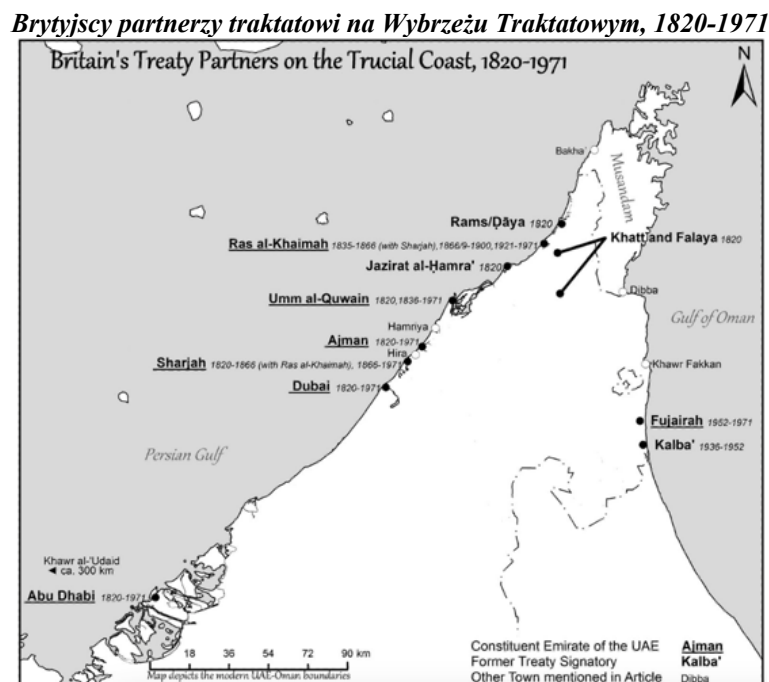 Brytyjscy partnerzy traktatowi na Wybrzeżu Traktatowym, 1820-1971
Britain's Treaty Partners on the Trucial Coast, 1820-1971
N
Bakha'
Musandam
Rams/Ḍāya 1820
Ras al-Khaimah 1835-1866 (with Sharjah),1866/9-1900,1921-1971
Khatt and Falaya 1820
Jazirat al-Ḥamra' 1820
Umm al-Quwain 1820,1836-1971
Dibba
Gulf of Oman
Hamriya
Ajman 1820-1971
Hira
Sharjah 1820-1866 (with Ras al-Khaimah), 1866-1971
Khawr Fakkan
Dubai 1820-1971
Fujairah 1952-1971
Kalba' 1936-1952
Persian Gulf
Khawr al-'Udaid
◄ ca. 300 km
Abu Dhabi 1820-1971
0 18 36 54 72 90 km
Map depicts the modern UAE-Oman boundaries
Constituent Emirate of the UAE Ajman
Former Treaty Signatory Kalba'
Other Town mentioned in Article Dibba